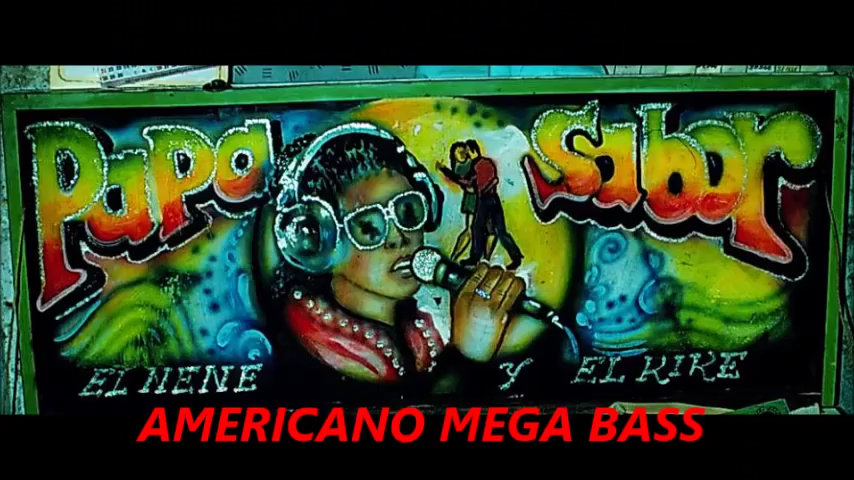 Papa Sabor
EL NENE Y EL KIKE
AMERICANO MEGA BASS